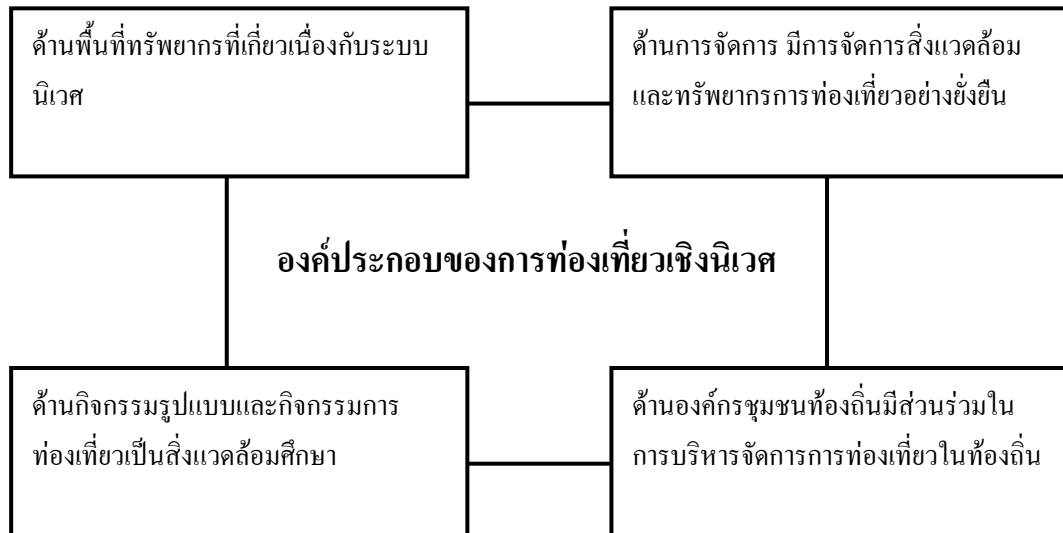 ด้านพื้นที่ทรัพยากรที่เกี่ยวเนื่องกับระบบ
นิเวศ
ด้านการจัดการ มีการจัดการสิ่งแวดล้อม
และทรัพยากรการท่องเที่ยวอย่างยั่งยืน
องค์ประกอบของการท่องเที่ยวเชิงนิเวศ
ด้านกิจกรรมรูปแบบและกิจกรรมการ
ท่องเที่ยวเป็นสิ่งแวดล้อมศึกษา
ด้านองค์กรชุมชนท้องถิ่นมีส่วนร่วมใน
การบริหารจัดการการท่องเที่ยวในท้องถิ่น